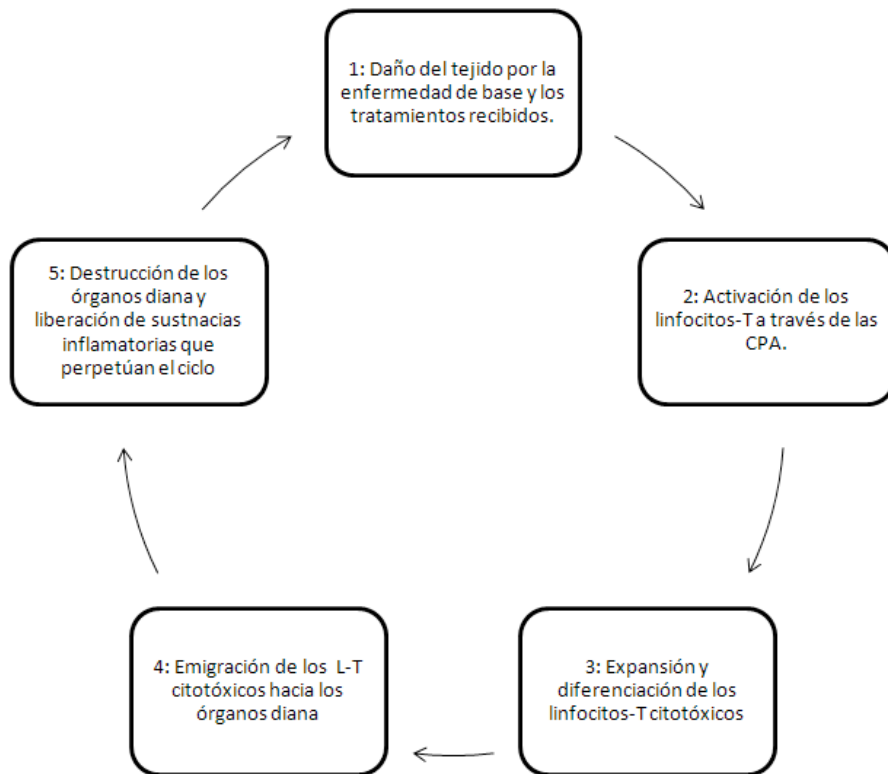 1: Daño del tejido por la
enfermedad de base y los
tratamientos recibidos.
2: Activación de los
linfocitos-T a través de las
CPA.
3: Expansión y
diferenciación de los
linfocitos-T citotóxicos
4: Emigración de los L-T
citotóxicos hacia los
órganos diana
5: Destrucción de los
órganos diana y
liberación de sustnacias
inflamatorias que
perpetúan el ciclo